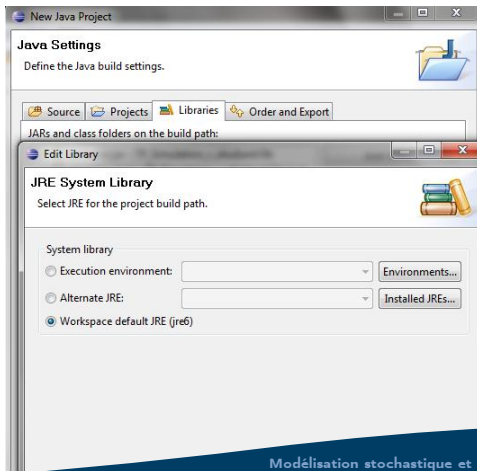 New Java Project
Java Settings
Define the Java build settings.
Source Projects Libraries Order and Export
JARs and class folders on the build path:
Edit Library
JRE System Library
Select JRE for the project build path.
System library
Execution environment: Environments...
Alternate JRE: Installed JREs...
Workspace default JRE (jre6)
Modélisation stochastique et